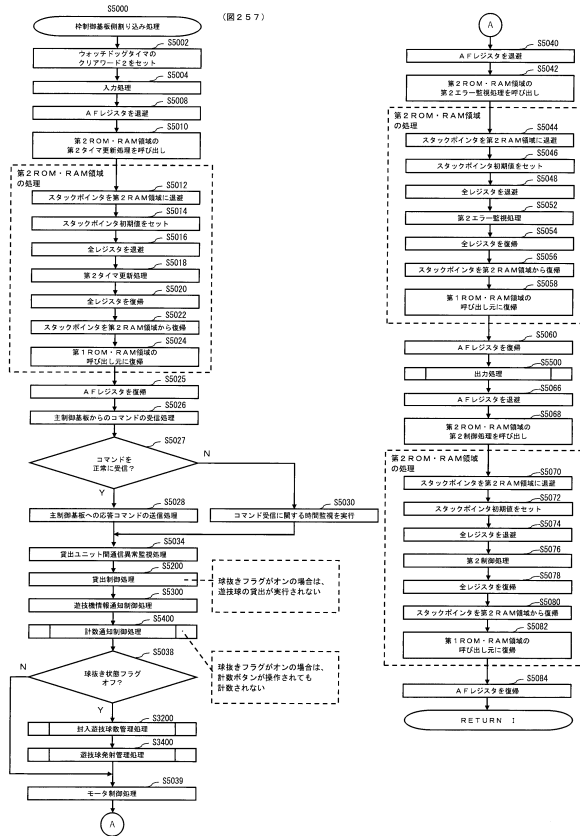 (図257)
S5000
枠制御基板側割り込み処理
S5002
ウォッチドッグタイマの
クリアワード2をセット
S5004
入力処理
S5008
AFレジスタを退避
S5010
第2ROM・RAM領域の
第2タイマ更新処理を呼び出し
第2ROM・RAM領域
の処理
S5012
スタックポインタを第2RAM領域に退避
S5014
スタックポインタ初期値をセット
S5016
全レジスタを退避
S5018
第2タイマ更新処理
S5020
全レジスタを復帰
S5022
スタックポインタを第2RAM領域から復帰
S5024
第1ROM・RAM領域の
呼び出し元に復帰
S5025
AFレジスタを復帰
S5026
主制御基板からのコマンドの受信処理
S5027
コマンドを
正常に受信?
N
Y
S5028
主制御基板への応答コマンドの送信処理
S5030
コマンド受信に関する時間監視を実行
S5034
貸出ユニット間通信異常監視処理
S5200
貸出制御処理
球抜きフラグがオンの場合は、
遊技球の貸出が実行されない
S5300
遊技機情報通知制御処理
S5400
計数通知制御処理
球抜きフラグがオンの場合は、
計数ボタンが操作されても
計数されない
S5038
N
球抜き状態フラグ
オフ?
Y
S3200
封入遊技球数管理処理
S3400
遊技球発射管理処理
S5039
モータ制御処理
A
A
S5040
AFレジスタを退避
S5042
第2ROM・RAM領域の
第2エラー監視処理を呼び出し
第2ROM・RAM領域
の処理
S5044
スタックポインタを第2RAM領域に退避
S5046
スタックポインタ初期値をセット
S5048
全レジスタを退避
S5052
第2エラー監視処理
S5054
全レジスタを復帰
S5056
スタックポインタを第2RAM領域から復帰
S5058
第1ROM・RAM領域の
呼び出し元に復帰
S5060
AFレジスタを復帰
S5500
出力処理
S5066
AFレジスタを退避
S5068
第2ROM・RAM領域の
第2制御処理を呼び出し
第2ROM・RAM領域
の処理
S5070
スタックポインタを第2RAM領域に退避
S5072
スタックポインタ初期値をセット
S5074
全レジスタを退避
S5076
第2制御処理
S5078
全レジスタを復帰
S5080
スタックポインタを第2RAM領域から復帰
S5082
第1ROM・RAM領域の
呼び出し元に復帰
S5084
AFレジスタを復帰
RETURN I